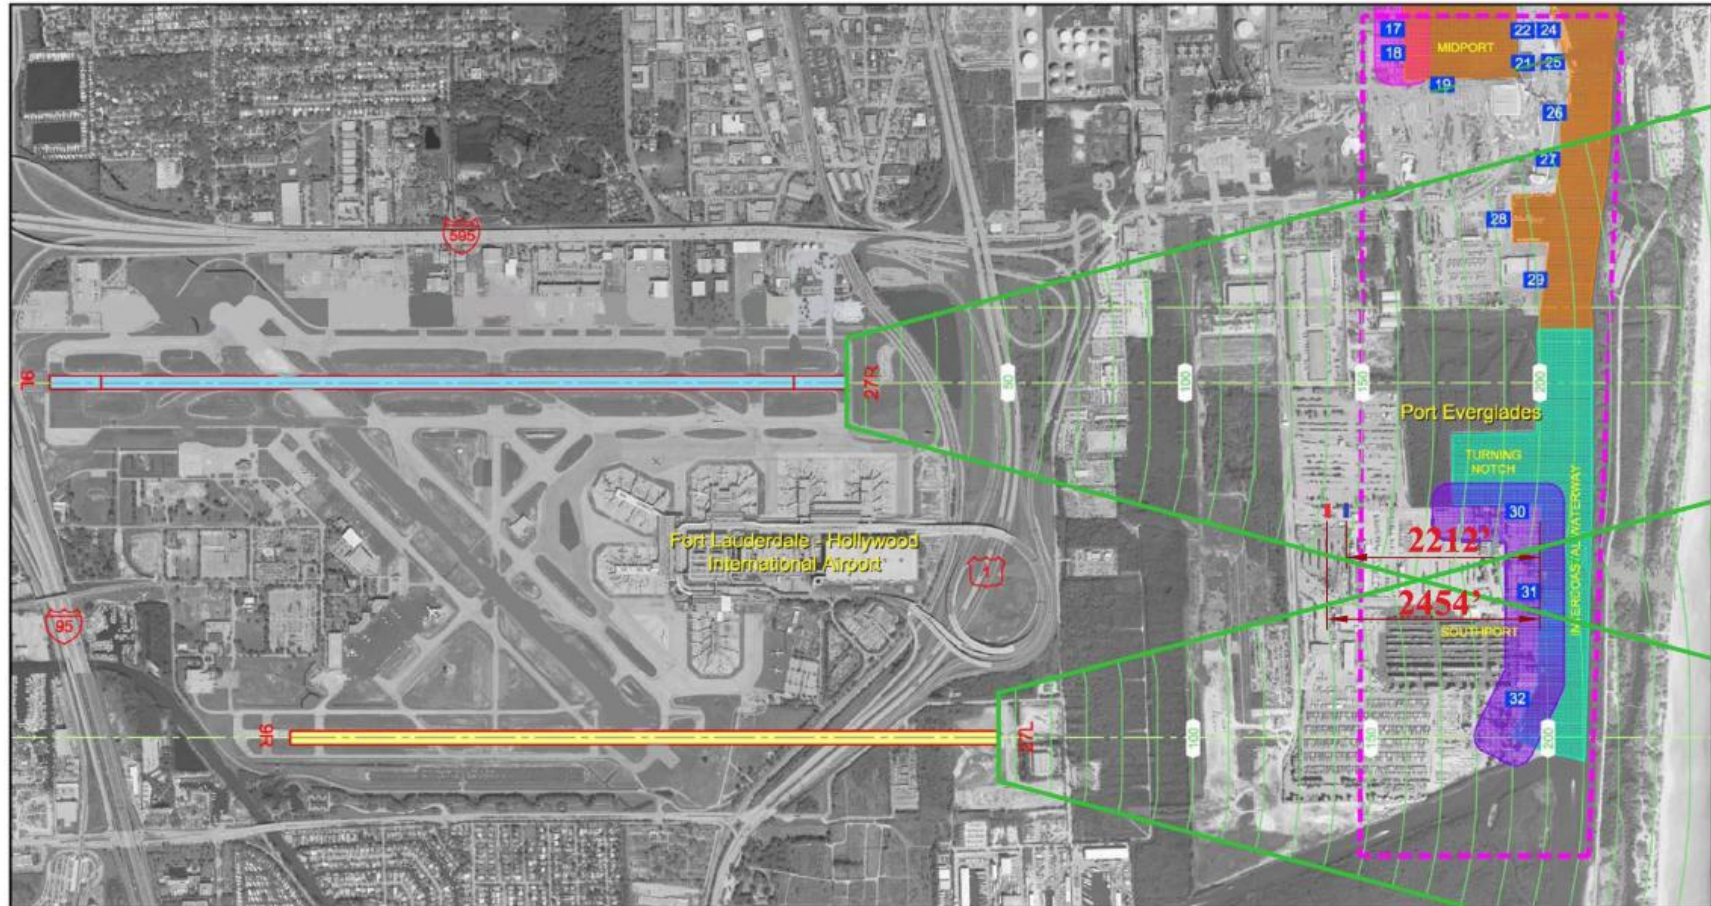 17
18
MIDPORT
22
24
21
25
19
26
27
28
29
595
9L
27R
50
100
150
200
Port Everglades
TURNING
NOTCH
INTERCOASTAL WATERWAY
30
2212'
Fort Lauderdale - Hollywood
International Airport
1
31
2454'
95
SOUTHPORT
32
9R
27L
100
150
200